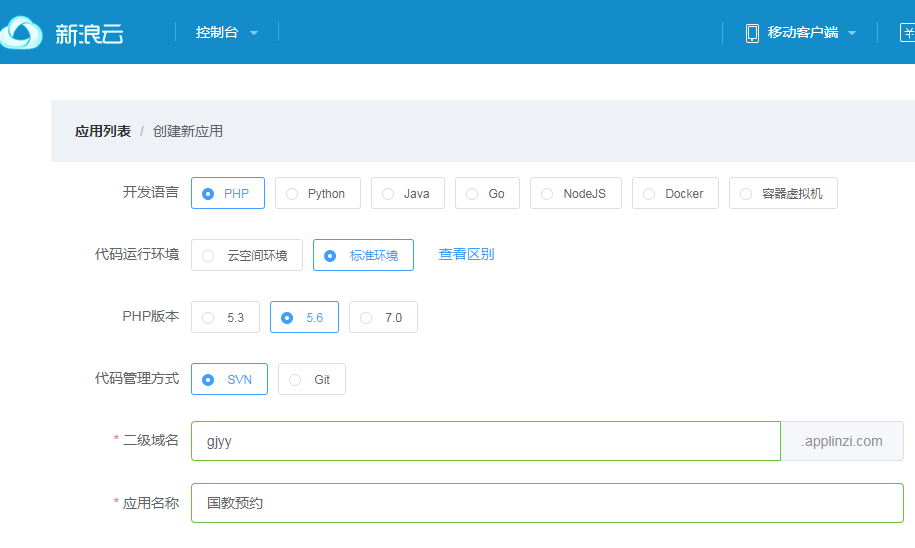 新浪云 控制台 移动客户端 ¥
应用列表 / 创建新应用
开发语言 PHP Python Java Go NodeJS Docker 容器虚拟机
代码运行环境 云空间环境 标准环境 查看区别
PHP版本 5.3 5.6 7.0
代码管理方式 SVN Git
* 二级域名 gjyy .applinzi.com
* 应用名称 国教预约